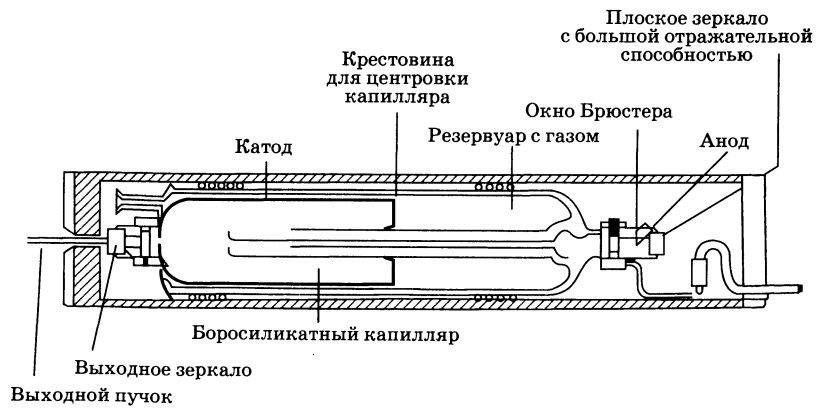 Плоское зеркало
с большой отражательной
способностью
Крестовина
для центровки
капилляра
Окно Брюстера
Резервуар с газом
Анод
Катод
Боросиликатный капилляр
Выходное зеркало
Выходной пучок